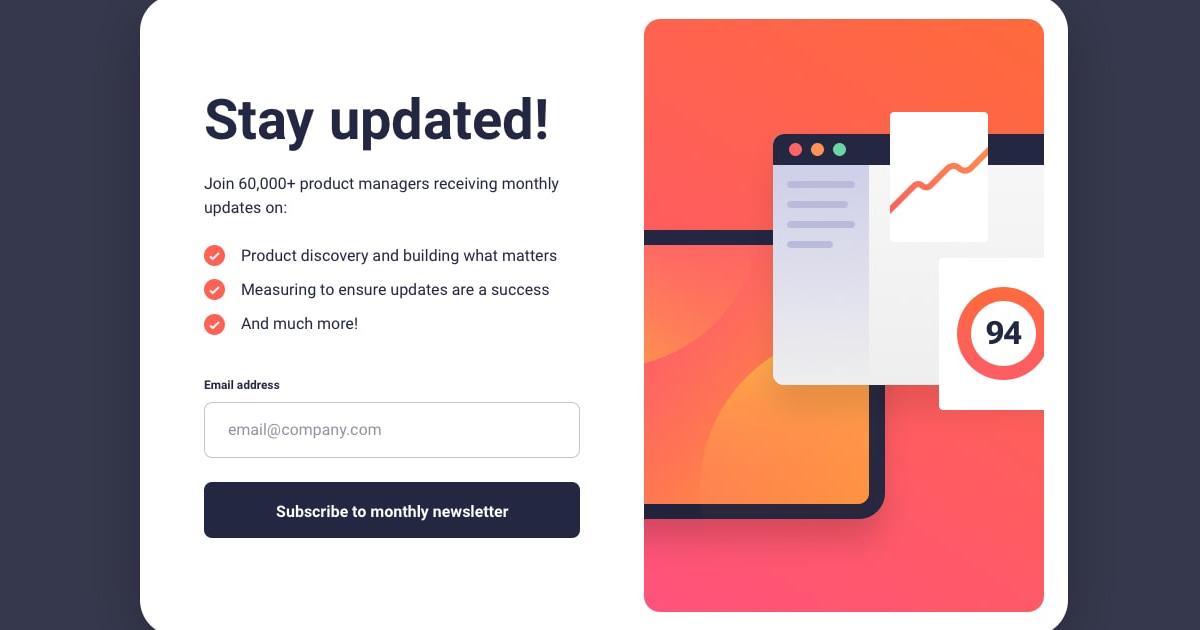 Stay updated!
Join 60,000+ product managers receiving monthly
updates on:
Product discovery and building what matters
Measuring to ensure updates are a success
And much more!
Email address
email@company.com
Subscribe to monthly newsletter
94